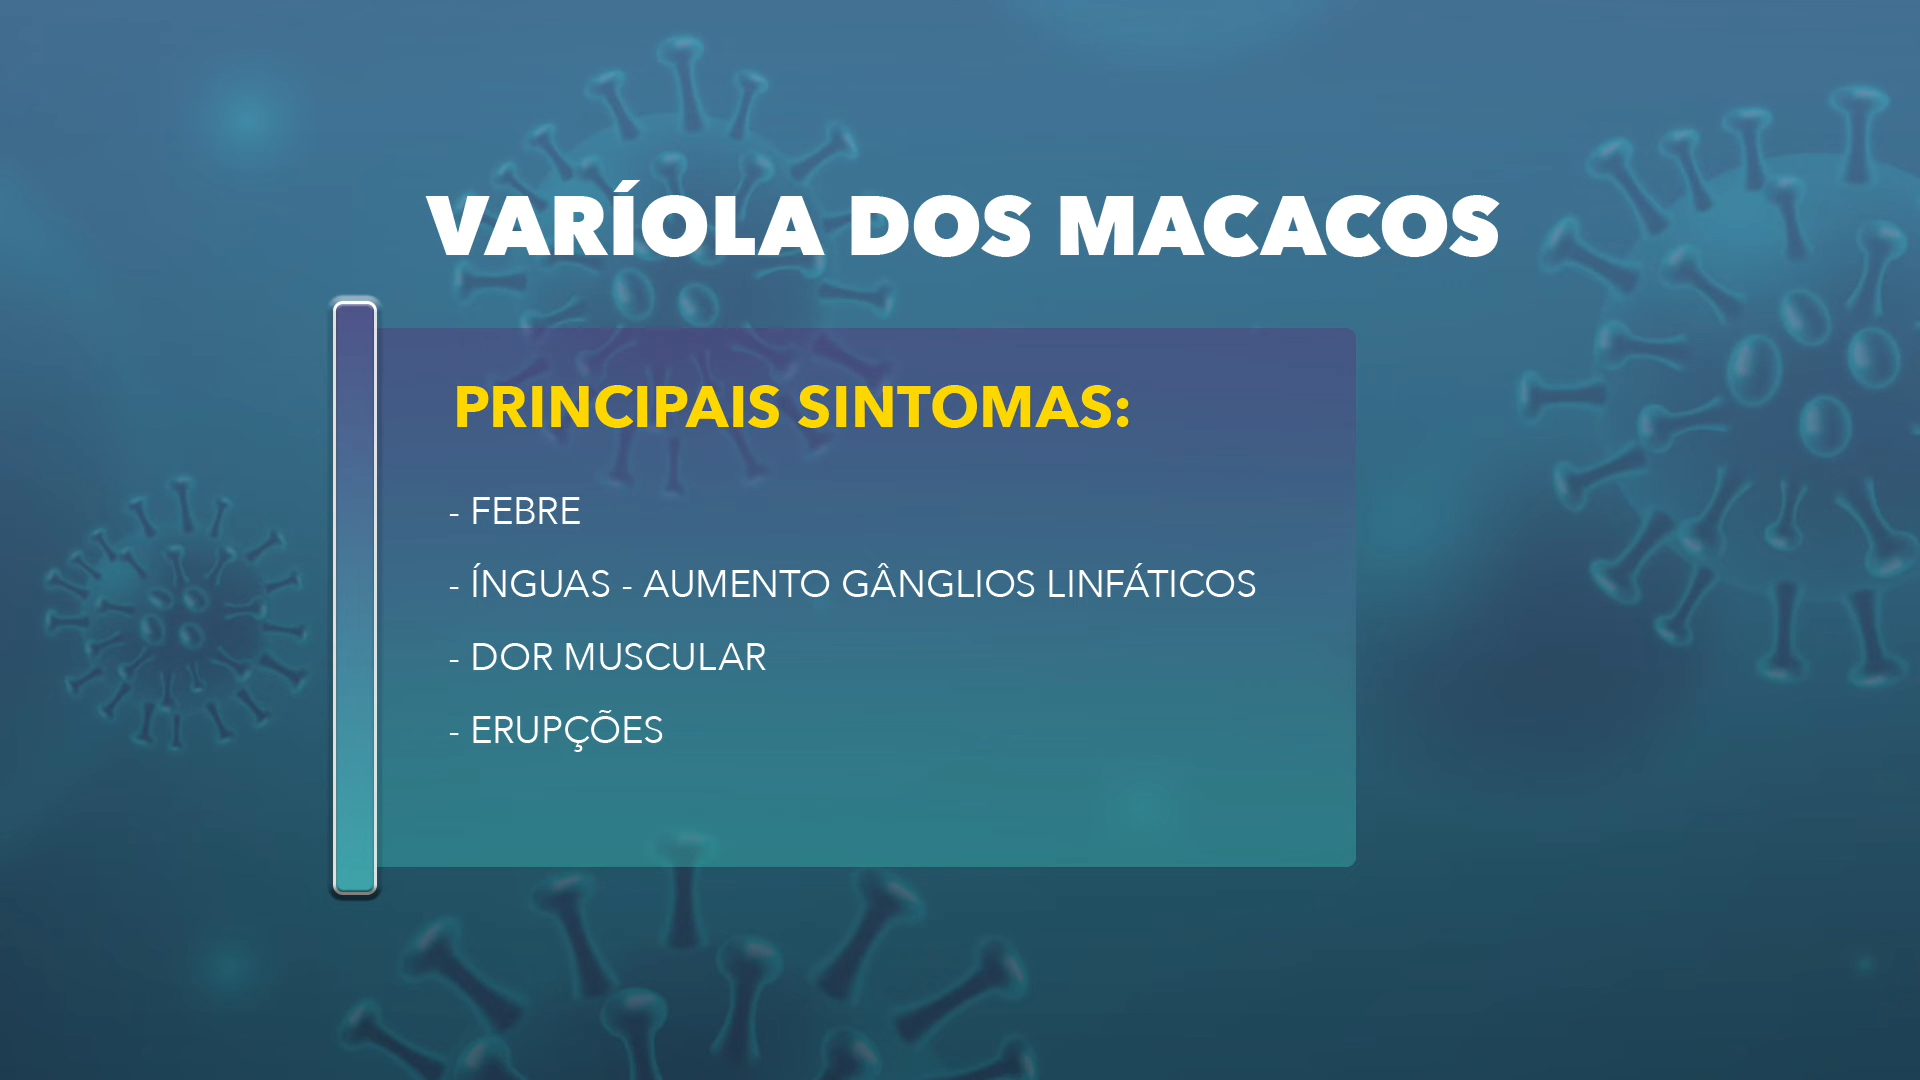 VARÍOLA DOS MACACOS
PRINCIPAIS SINTOMAS:
- FEBRE
- ÍNGUAS - AUMENTO GÂNGLIOS LINFÁTICOS
- DOR MUSCULAR
- ERUPÇÕES